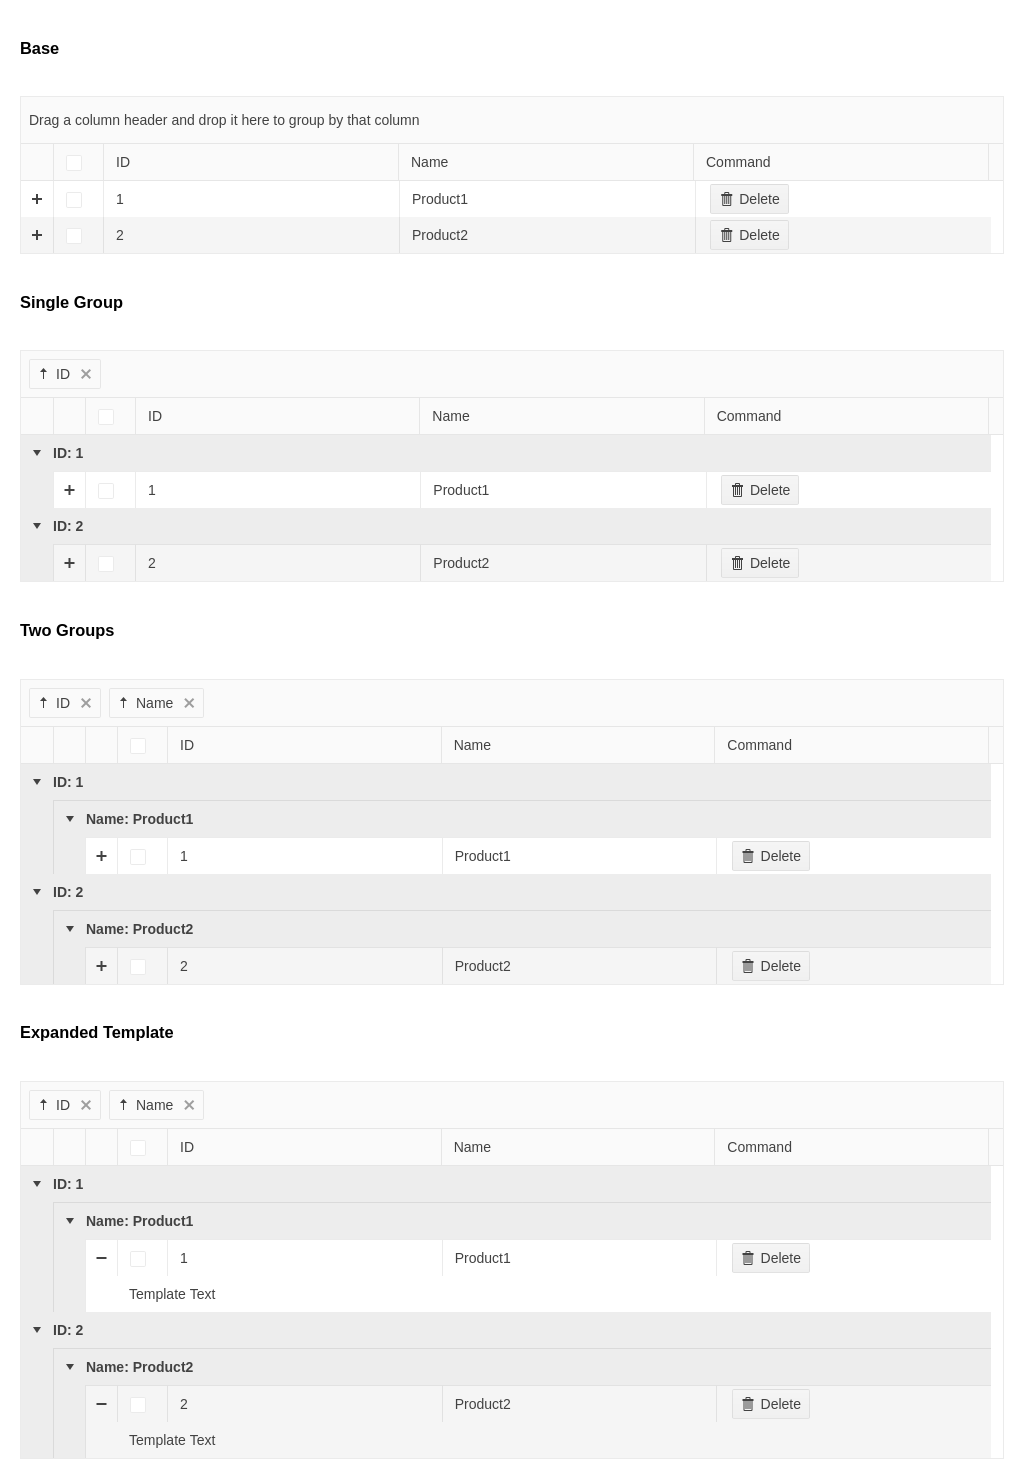 Base
Drag a column header and drop it here to group by that column
ID Name Command
1 Product1 Delete
2 Product2 Delete
Single Group
ID
ID Name Command
ID: 1
1 Product1 Delete
ID: 2
2 Product2 Delete
Two Groups
ID Name
ID Name Command
ID: 1
Name: Product1
1 Product1 Delete
ID: 2
Name: Product2
2 Product2 Delete
Expanded Template
ID Name
ID Name Command
ID: 1
Name: Product1
1 Product1 Delete
Template Text
ID: 2
Name: Product2
2 Product2 Delete
Template Text